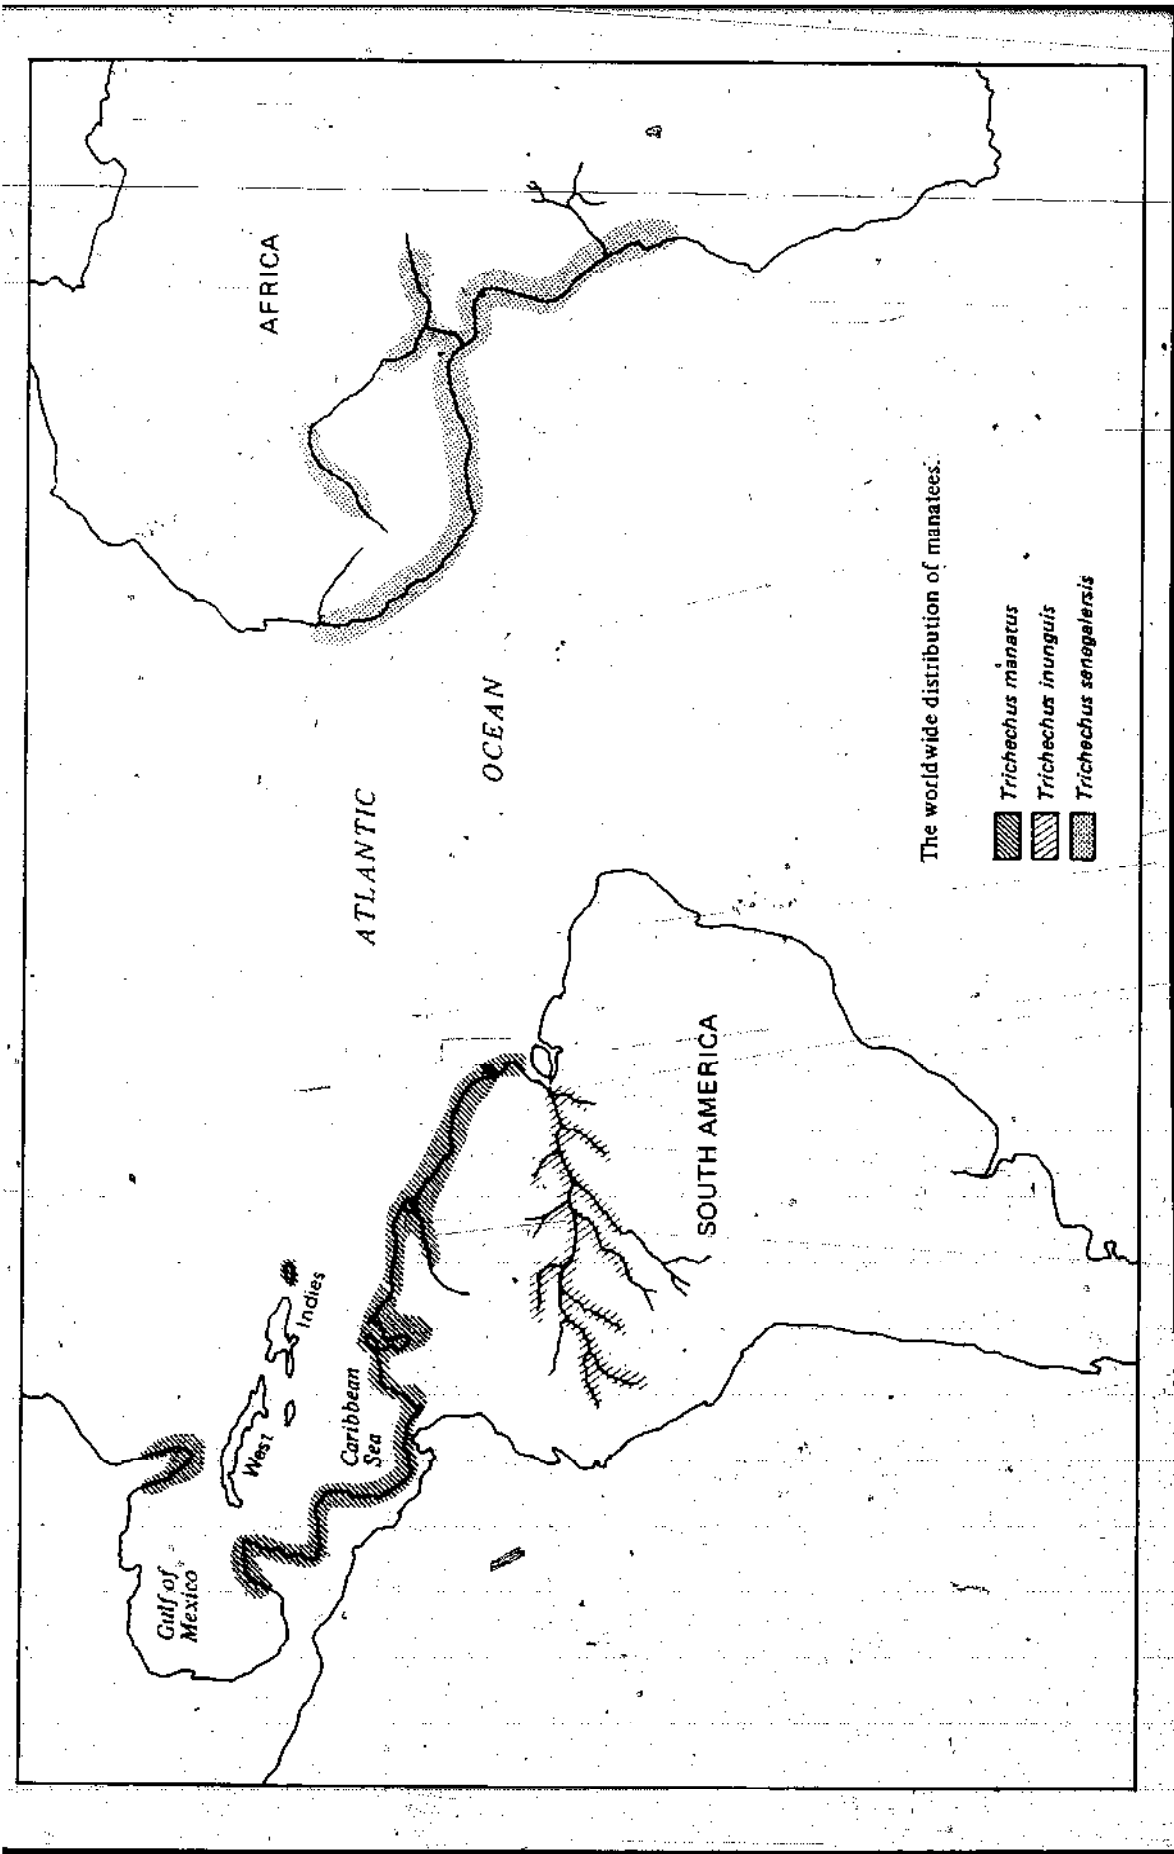 Gulf of
Mexico
West
Indies
Caribbean
Sea
ATLANTIC
OCEAN
AFRICA
SOUTH AMERICA
The worldwide distribution of manatees.
Trichechus manatus
Trichechus inunguis
Trichechus senegalersis